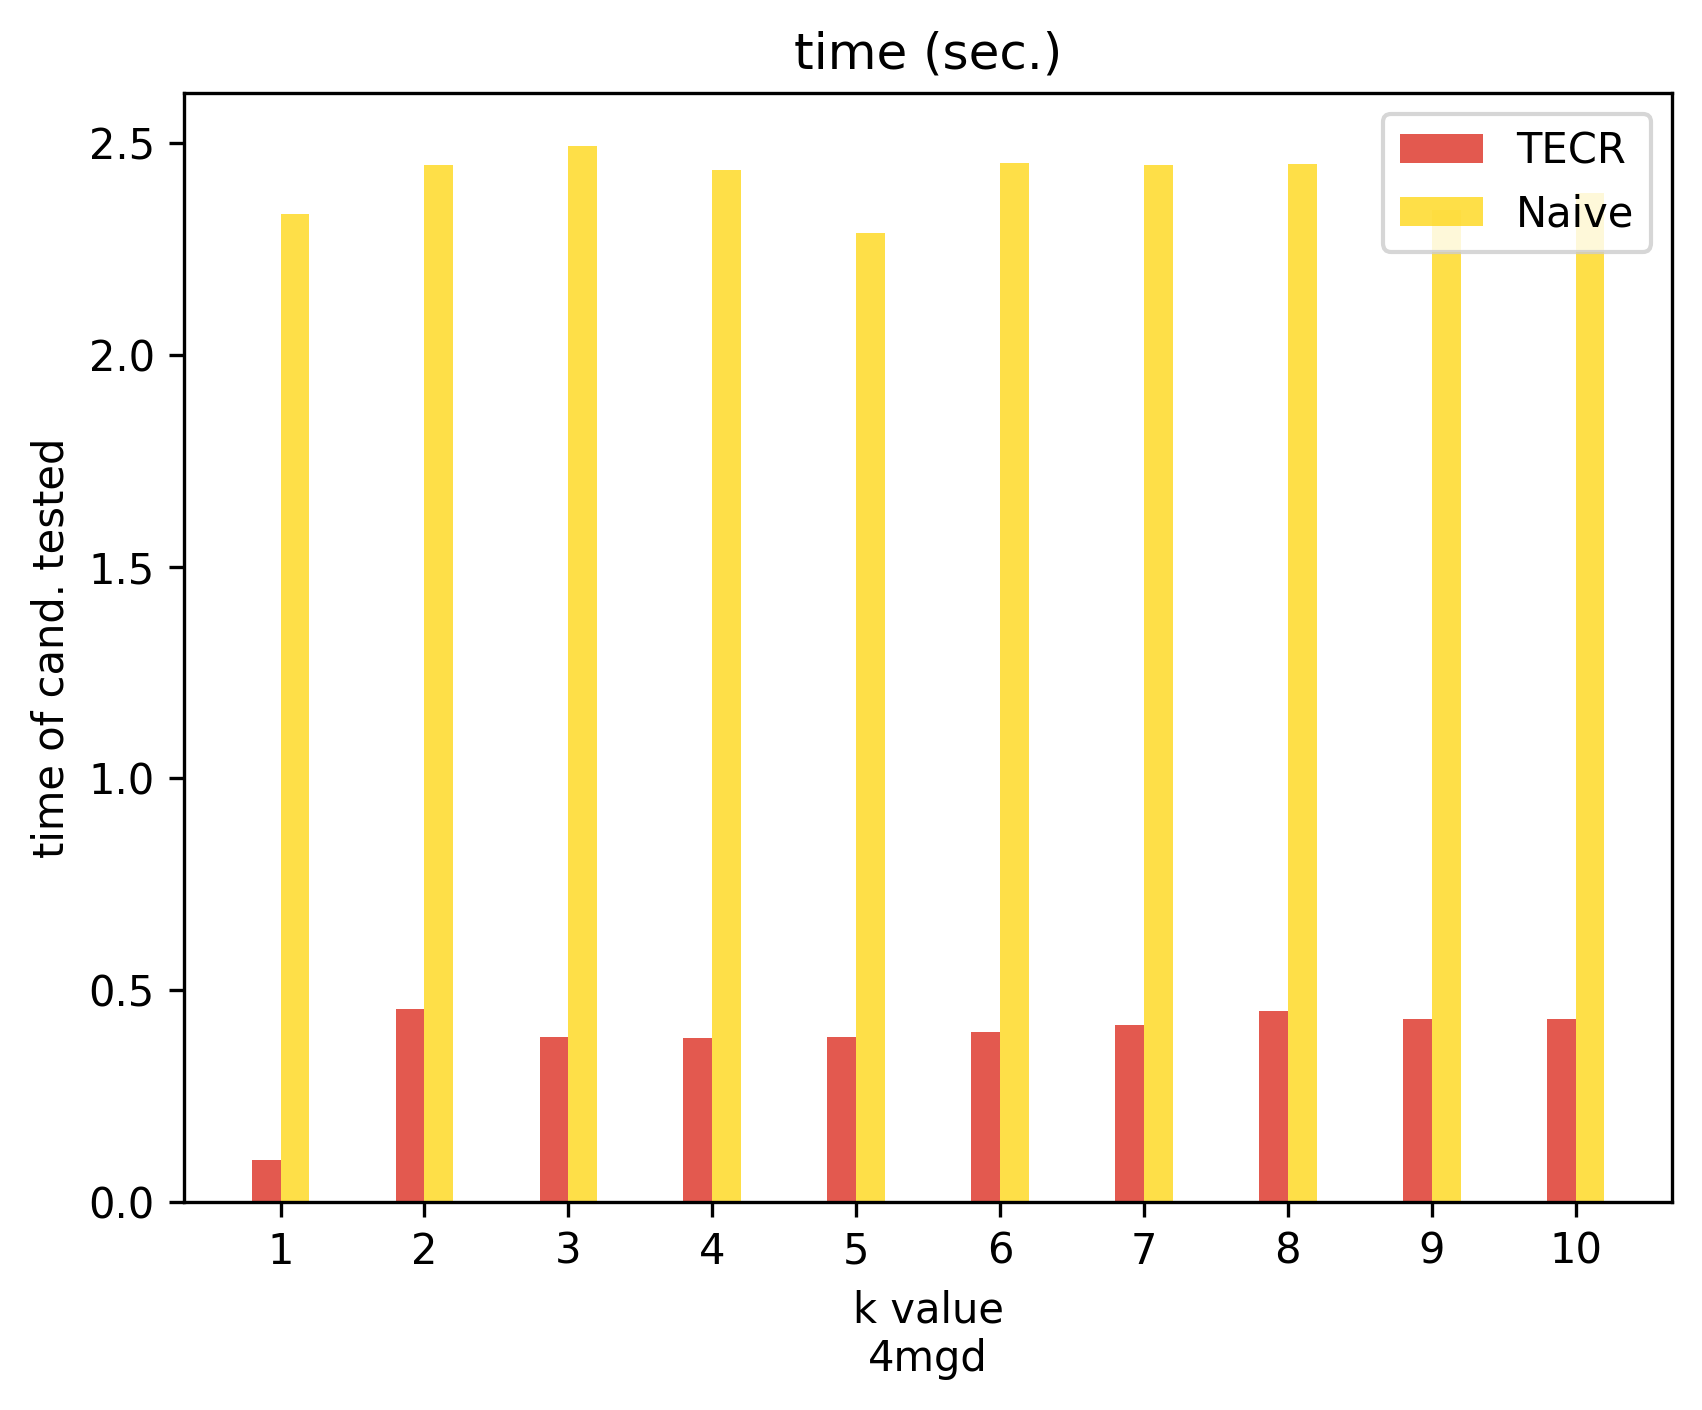 time (sec.)
TECR
Naive
2.5
2.0
1.5
1.0
0.5
0.0
time of cand. tested
1 2 3 4 5 6 7 8 9 10
k value
4mgd